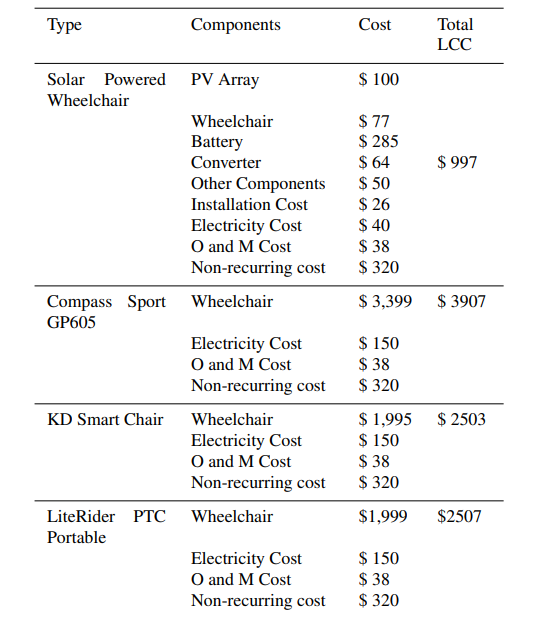 Type Components Cost Total
LCC
Solar Powered PV Array $ 100
Wheelchair
Wheelchair $ 77
Battery $ 285
Converter $ 64 $ 997
Other Components $ 50
Installation Cost $ 26
Electricity Cost $ 40
O and M Cost $ 38
Non-recurring cost $ 320
Compass Sport Wheelchair $ 3,399 $ 3907
GP605
Electricity Cost $ 150
O and M Cost $ 38
Non-recurring cost $ 320
KD Smart Chair Wheelchair $ 1,995 $ 2503
Electricity Cost $ 150
O and M Cost $ 38
Non-recurring cost $ 320
LiteRider PTC Wheelchair $1,999 $2507
Portable
Electricity Cost $ 150
O and M Cost $ 38
Non-recurring cost $ 320